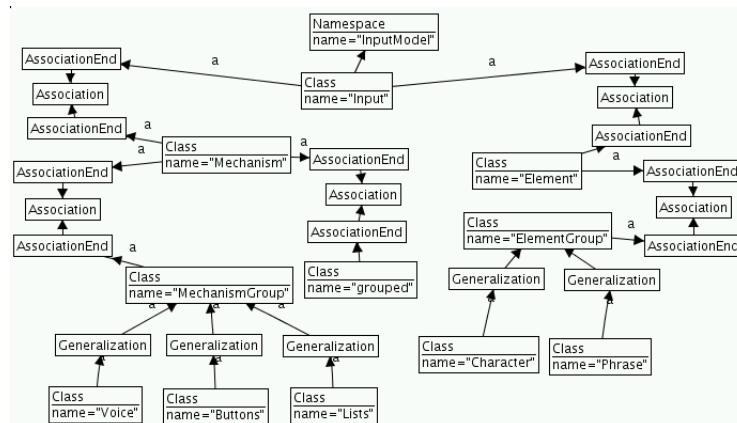 Namespace
name="InputModel"
AssociationEnd
a
a
AssociationEnd
Class
name="Input"
Association
Association
AssociationEnd
a
Class
name="Mechanism"
a
AssociationEnd
AssociationEnd
a
AssociationEnd
Class
name="Element"
a
AssociationEnd
Association
Association
Association
AssociationEnd
a
AssociationEnd
Class
name="ElementGroup"
a
AssociationEnd
Class
name="MechanismGroup"
Class
name="grouped"
Generalization
Generalization
a
a
a
a
a
Generalization
Generalization
Generalization
Class
name="Character"
Class
name="Phrase"
a
a
a
Class
name="Voice"
Class
name="Buttons"
Class
name="Lists"